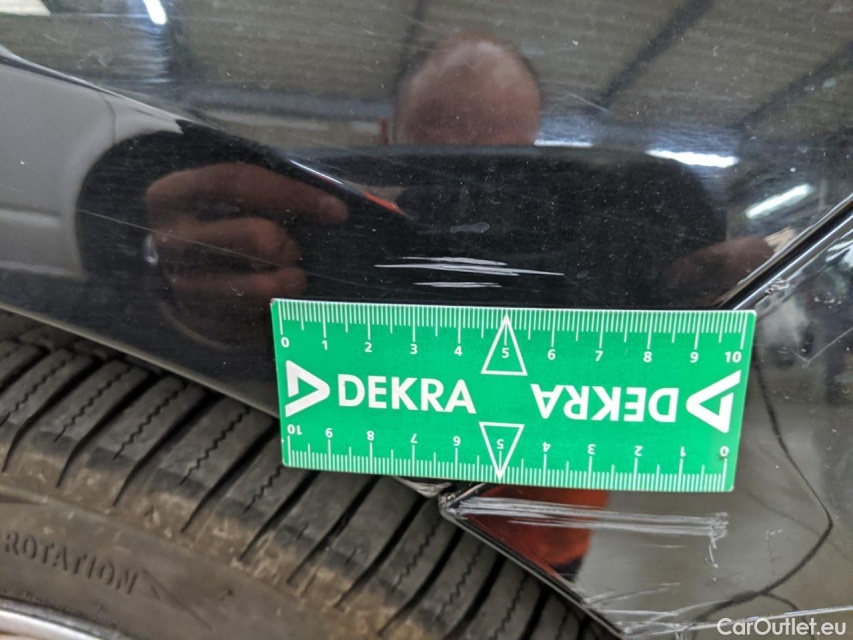 0 1 2 3 4 5 6 7 8 9 10
DEKRA DEKRA
10 9 8 7 6 5 4 3 2 1 0
ROTATION
CarOutlet.eu